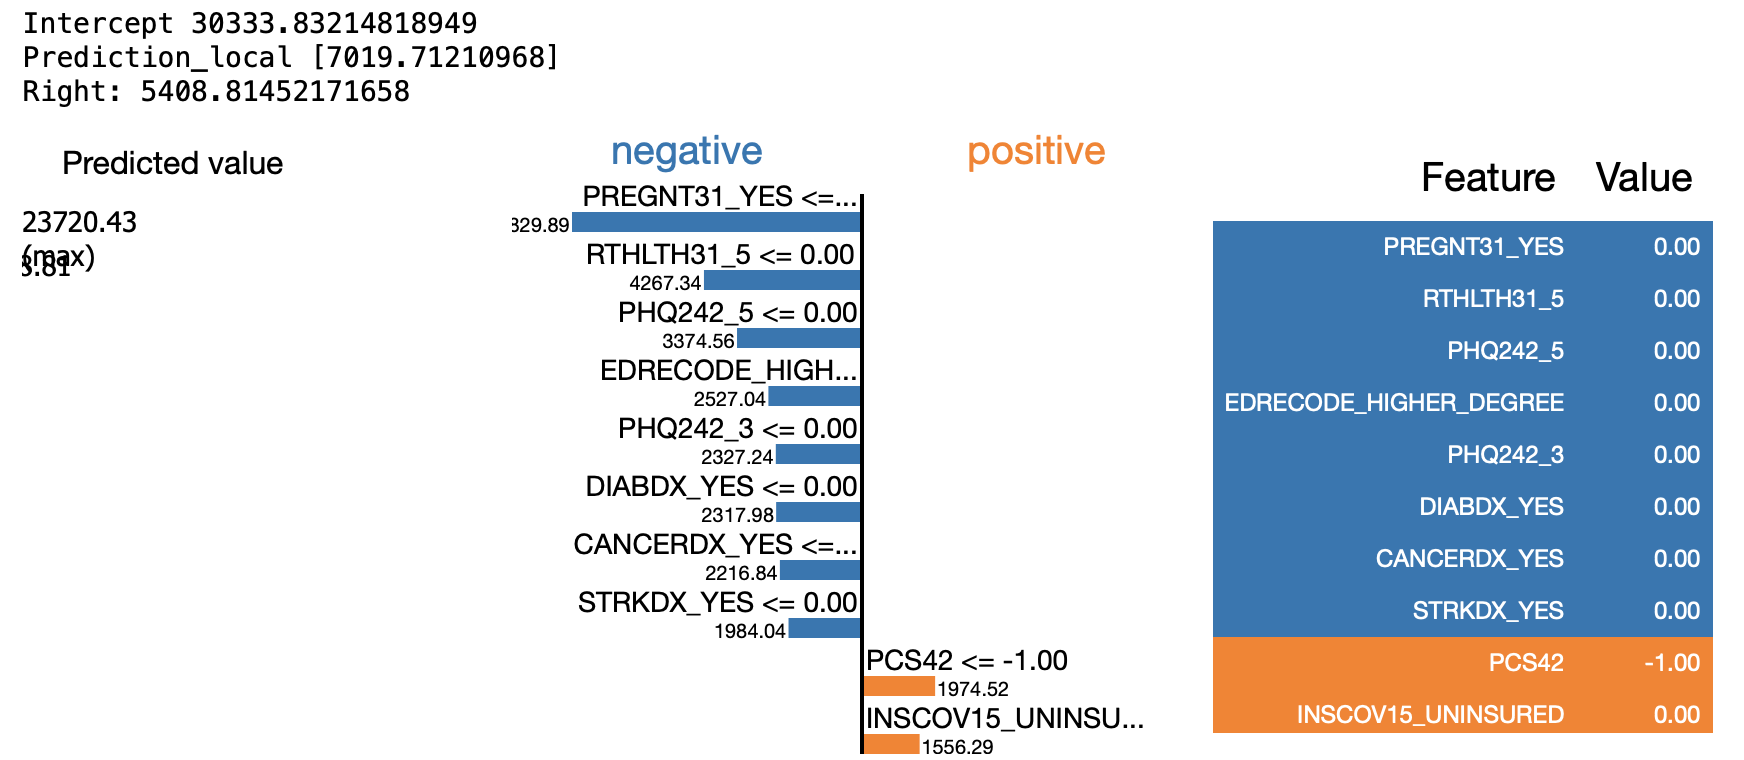 Intercept 30333.83214818949
Prediction_local [7019.71210968]
Right: 5408.81452171658
Predicted value
23720.43
(max)
3.81
negative
positive
PREGNT31_YES <=...
829.89
RTHLTH31_5 <= 0.00
4267.34
PHQ242_5 <= 0.00
3374.56
EDRECODE_HIGH...
2527.04
PHQ242_3 <= 0.00
2327.24
DIABDX_YES <= 0.00
2317.98
CANCERDX_YES <=...
2216.84
STRKDX_YES <= 0.00
1984.04
PCS42 <= -1.00
1974.52
INSCOV15_UNINSU...
1556.29
Feature Value
PREGNT31_YES 0.00
RTHLTH31_5 0.00
PHQ242_5 0.00
EDRECODE_HIGHER_DEGREE 0.00
PHQ242_3 0.00
DIABDX_YES 0.00
CANCERDX_YES 0.00
STRKDX_YES 0.00
PCS42 -1.00
INSCOV15_UNINSURED 0.00